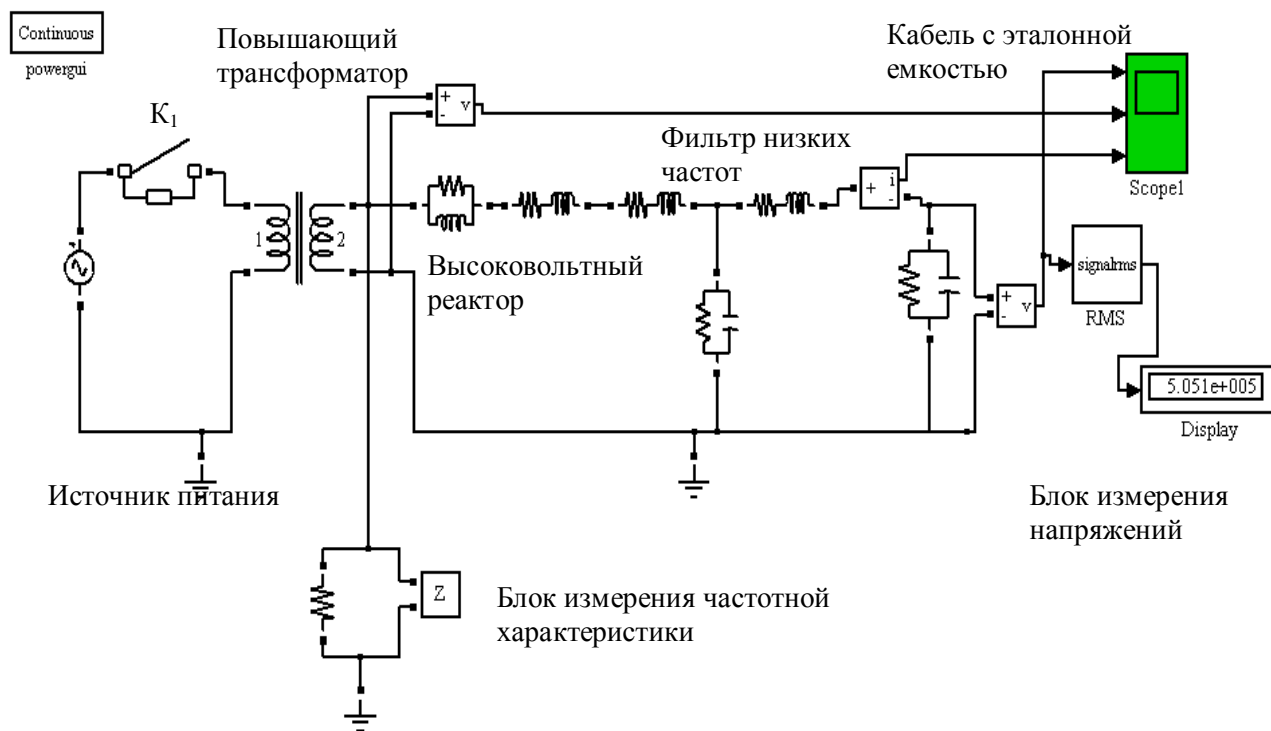 Continuous
powergui
Повышающий
трансформатор
Кабель с эталонной
емкостью
K₁
+
-
v
Фильтр низких
частот
+
i
-
Scope1
1
2
Высоковольтный
реактор
+
-
v
signalrms
RMS
5.051e+005
Display
Источник питания
Блок измерения
напряжений
Z
Блок измерения частотной
характеристики